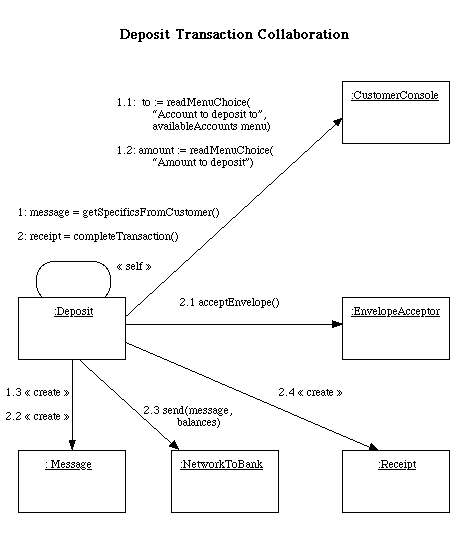 Deposit Transaction Collaboration
:CustomerConsole
1.1: to := readMenuChoice(
“Account to deposit to”,
availableAccounts menu)
1.2: amount := readMenuChoice(
“Amount to deposit”)
1: message = getSpecificsFromCustomer()
2: receipt = completeTransaction()
« self »
:Deposit
2.1 acceptEnvelope()
:EnvelopeAcceptor
1.3 « create »
2.2 « create »
2.3 send(message,
balances)
2.4 « create »
: Message
:NetworkToBank
:Receipt